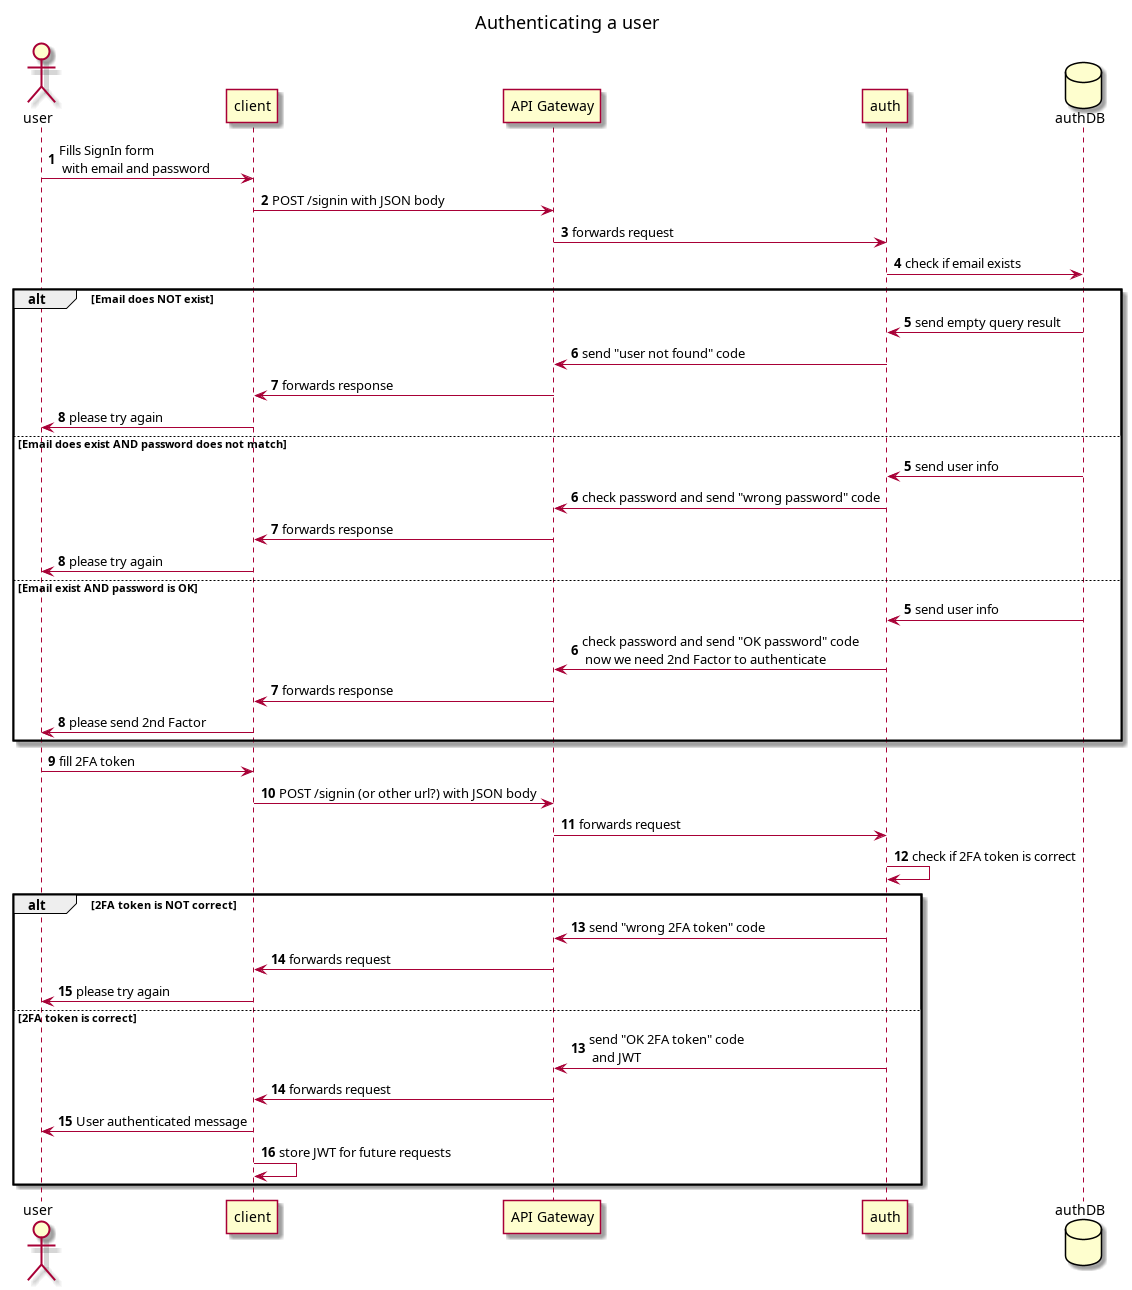 Authenticating a user
user
client
API Gateway
auth
authDB
1 Fills SignIn form
with email and password
2 POST /signin with JSON body
3 forwards request
4 check if email exists
alt [Email does NOT exist]
5 send empty query result
6 send "user not found" code
7 forwards response
8 please try again
[Email does exist AND password does not match]
5 send user info
6 check password and send "wrong password" code
7 forwards response
8 please try again
[Email exist AND password is OK]
5 send user info
6 check password and send "OK password" code
now we need 2nd Factor to authenticate
7 forwards response
8 please send 2nd Factor
9 fill 2FA token
10 POST /signin (or other url?) with JSON body
11 forwards request
12 check if 2FA token is correct
alt [2FA token is NOT correct]
13 send "wrong 2FA token" code
14 forwards request
15 please try again
[2FA token is correct]
13 send "OK 2FA token" code
and JWT
14 forwards request
15 User authenticated message
16 store JWT for future requests
user
client
API Gateway
auth
authDB